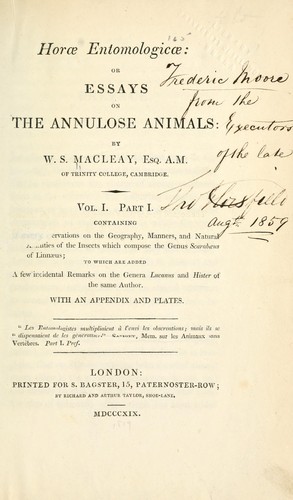 Horæ Entomologicæ:
OR
ESSAYS
ON
THE ANNULOSE ANIMALS:
BY
W. S. MACLEAY, Esq. A.M.
OF TRINITY COLLEGE, CAMBRIDGE.
Frederic Moore
from the
Executors
of the late
Tho Horsfield
Augt. 1859
VOL. I. PART I.
CONTAINING
ervations on the Geography, Manners, and Natural
ities of the Insects which compose the Genus Scarabæus
of Linnæus;
TO WHICH ARE ADDED
A few incidental Remarks on the Genera Lucanus and Hister of
the same Author.
WITH AN APPENDIX AND PLATES.
" Les Entomologistes multiplioient à l'envi les observations; mais ils se
" dispensoient de les généraliser." Mem. sur les Animaux sans
Vertèbres. Part I. Pref.
LONDON:
PRINTED FOR S. BAGSTER, 15, PATERNOSTER-ROW;
BY RICHARD AND ARTHUR TAYLOR, SHOE-LANE.
MDCCCXIX.